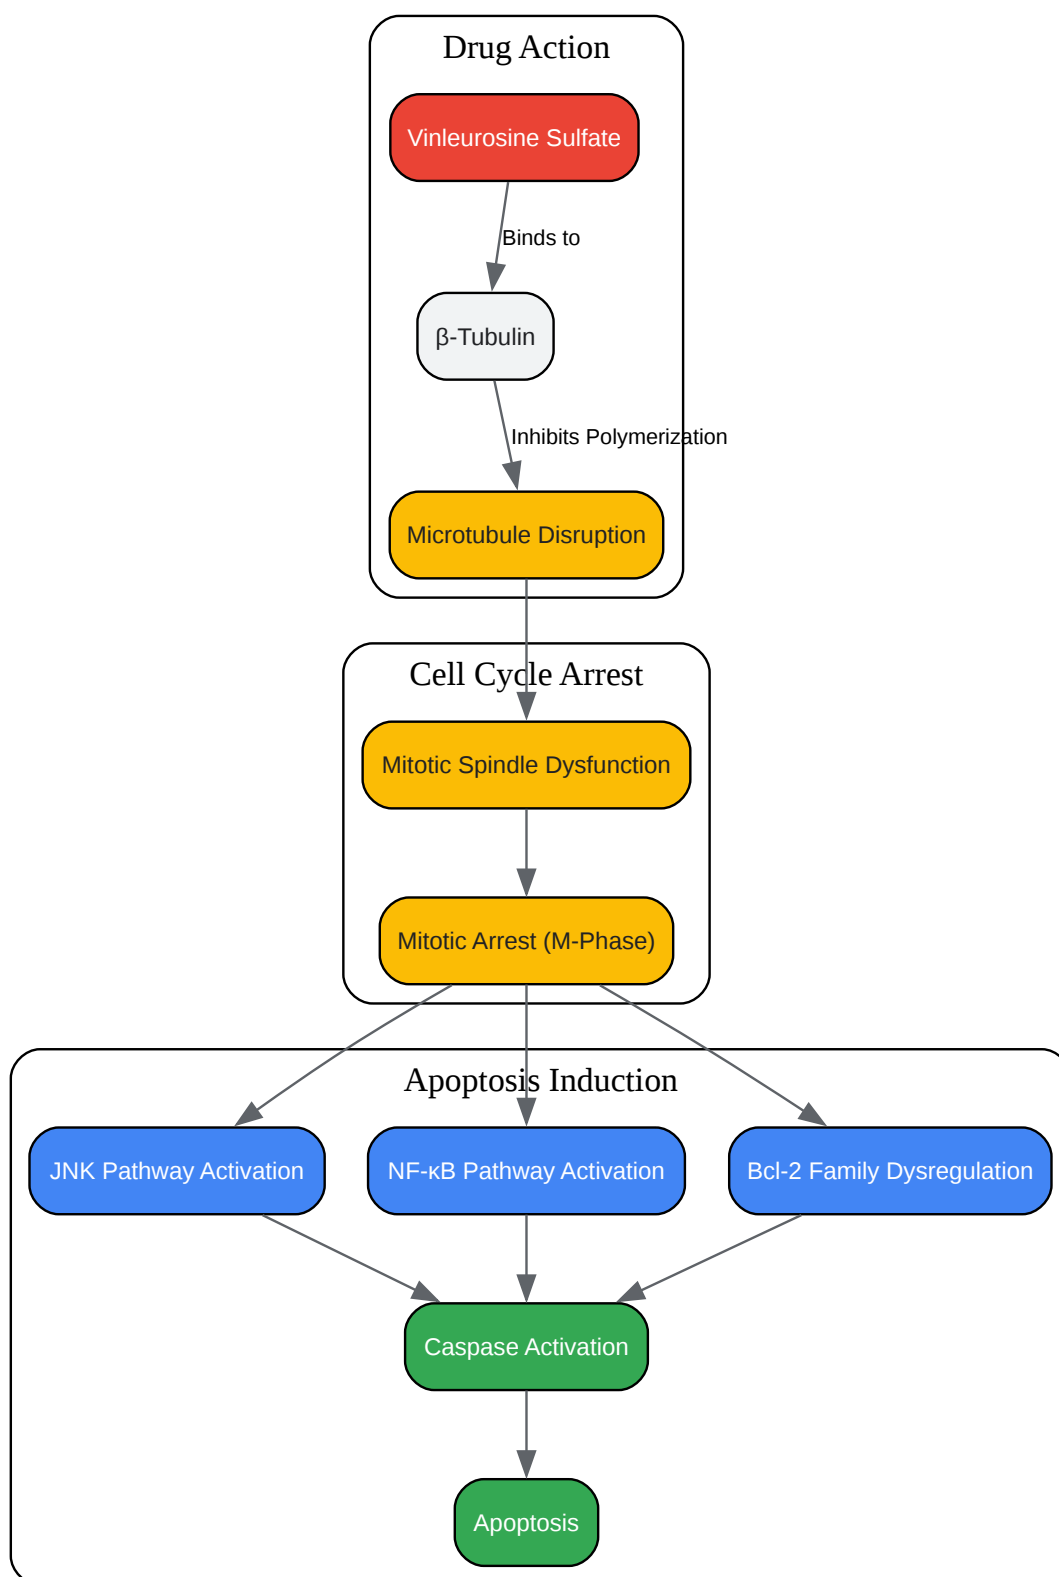 Drug Action
Vinleurosine Sulfate
Binds to
β-Tubulin
Inhibits Polymerization
Microtubule Disruption
Cell Cycle Arrest
Mitotic Spindle Dysfunction
Mitotic Arrest (M-Phase)
Apoptosis Induction
JNK Pathway Activation
NF-κB Pathway Activation
Bcl-2 Family Dysregulation
Caspase Activation
Apoptosis